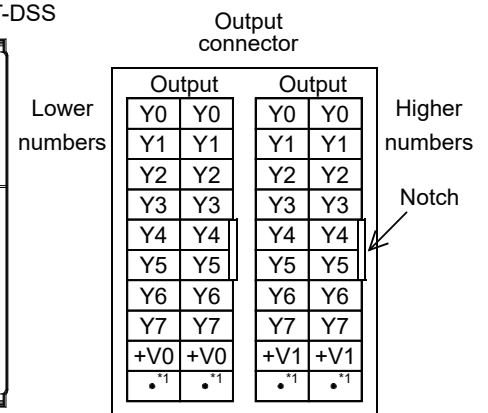 T-DSS
Output
connector
Output Output
Lower
numbers
Higher
numbers
Notch
Y0 Y0 Y0 Y0
Y1 Y1 Y1 Y1
Y2 Y2 Y2 Y2
Y3 Y3 Y3 Y3
Y4 Y4 Y4 Y4
Y5 Y5 Y5 Y5
Y6 Y6 Y6 Y6
Y7 Y7 Y7 Y7
+V0 +V0 +V1 +V1
•*1 •*1 •*1 •*1